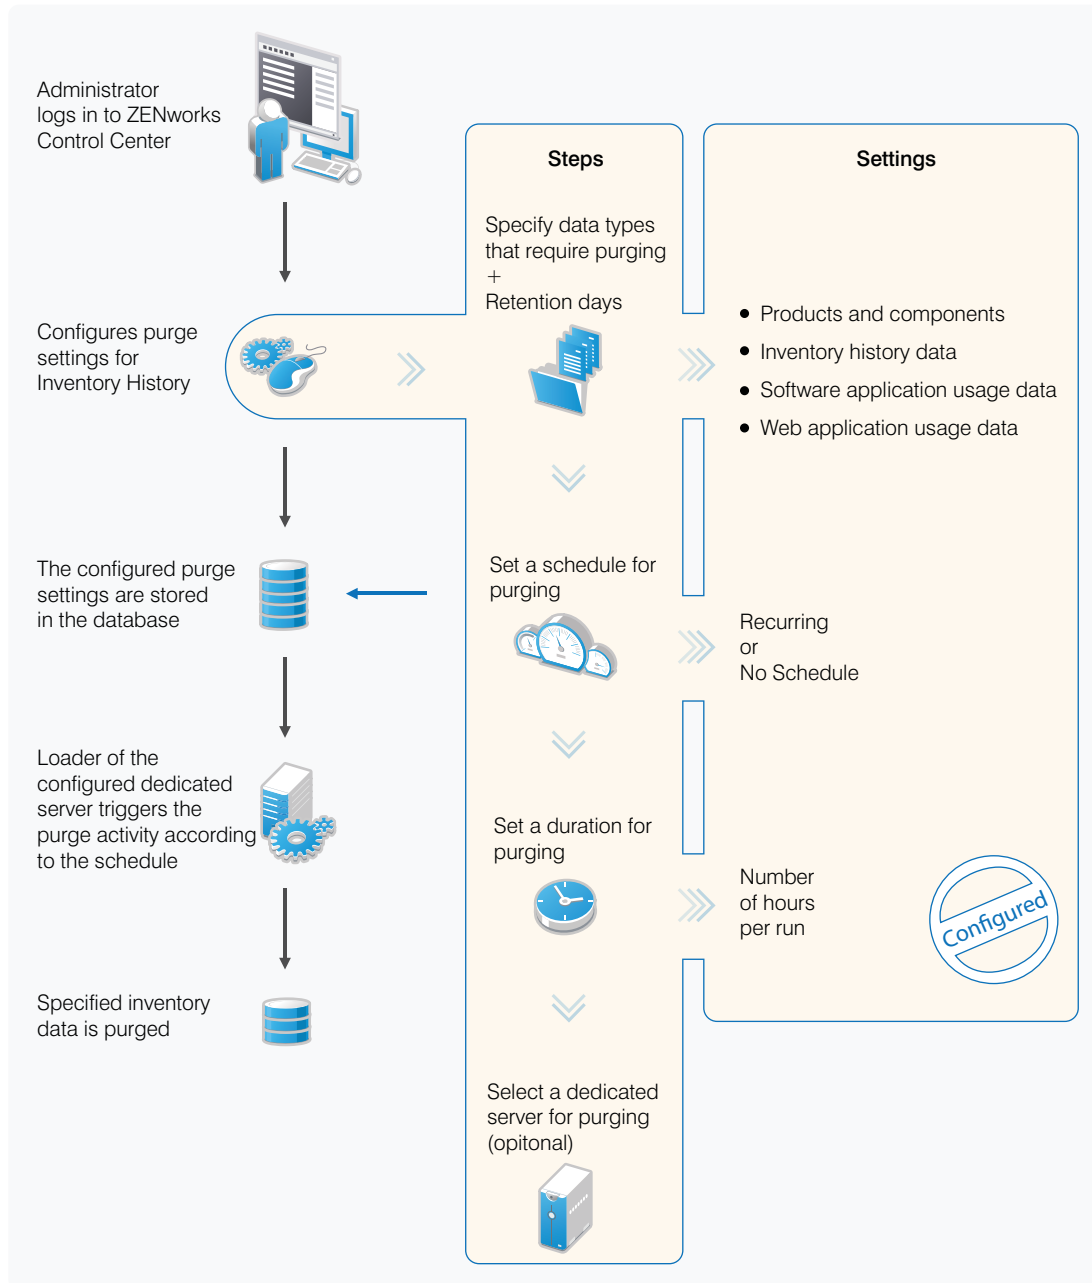 Administrator
logs in to ZENworks
Control Center
Steps
Settings
Specify data types
that require purging
+
Retention days
Configures purge
settings for
Inventory History
Products and components
Inventory history data
Software application usage data
Web application usage data
The configured purge
settings are stored
in the database
Set a schedule for
purging
Recurring
or
No Schedule
Loader of the
configured dedicated
server triggers the
purge activity according
to the schedule
Set a duration for
purging
Number
of hours
per run
Configured
Specified inventory
data is purged
Select a dedicated
server for purging
(opitonal)